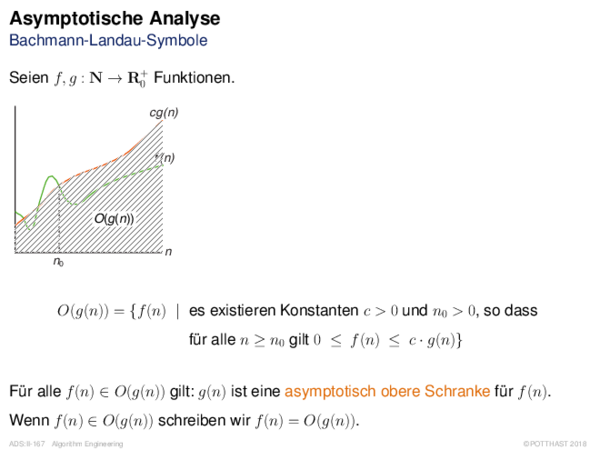 Asymptotische Analyse
Bachmann-Landau-Symbole
Seien f, g : N → R₀⁺ Funktionen.
cg(n)
f(n)
O(g(n))
n
n₀
O(g(n)) = {f(n) | es existieren Konstanten c > 0 und n₀ > 0, so dass
für alle n ≥ n₀ gilt 0 ≤ f(n) ≤ c · g(n)}
Für alle f(n) ∈ O(g(n)) gilt: g(n) ist eine asymptotisch obere Schranke für f(n).
Wenn f(n) ∈ O(g(n)) schreiben wir f(n) = O(g(n)).
ADS:II-167 Algorithm Engineering ©POTTHAST 2018